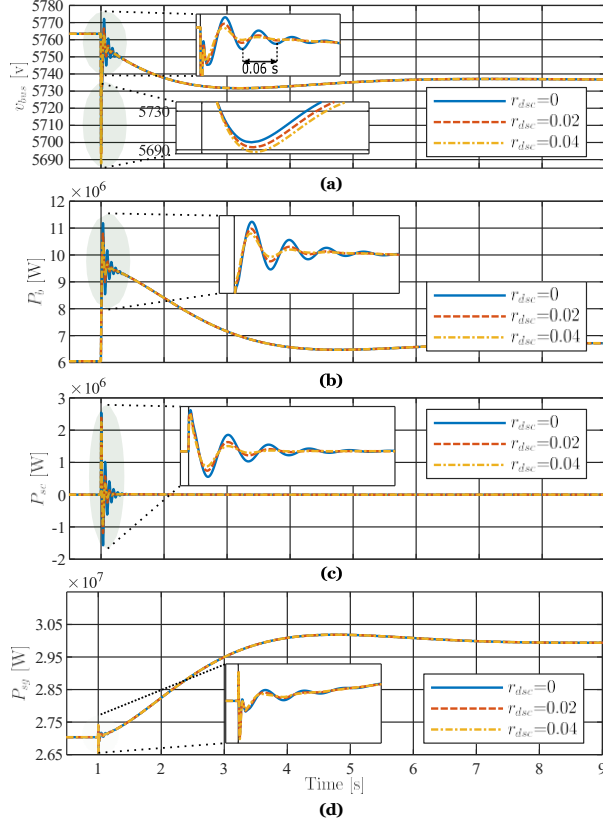 5780
5770
5760
5750
5740
5730
5720
5710
5700
5690
v_bus [v]
0.06 s
5730
5690
r_dsc=0
r_dsc=0.02
r_dsc=0.04
(a)
×10^6
12
11
10
9
8
7
6
P_b [W]
r_dsc=0
r_dsc=0.02
r_dsc=0.04
(b)
×10^6
3
2
1
0
-1
-2
P_sc [W]
r_dsc=0
r_dsc=0.02
r_dsc=0.04
(c)
×10^7
3.05
2.95
2.8
2.7
2.65
P_sg [W]
r_dsc=0
r_dsc=0.02
r_dsc=0.04
1 2 3 4 5 6 7 8 9
Time [s]
(d)